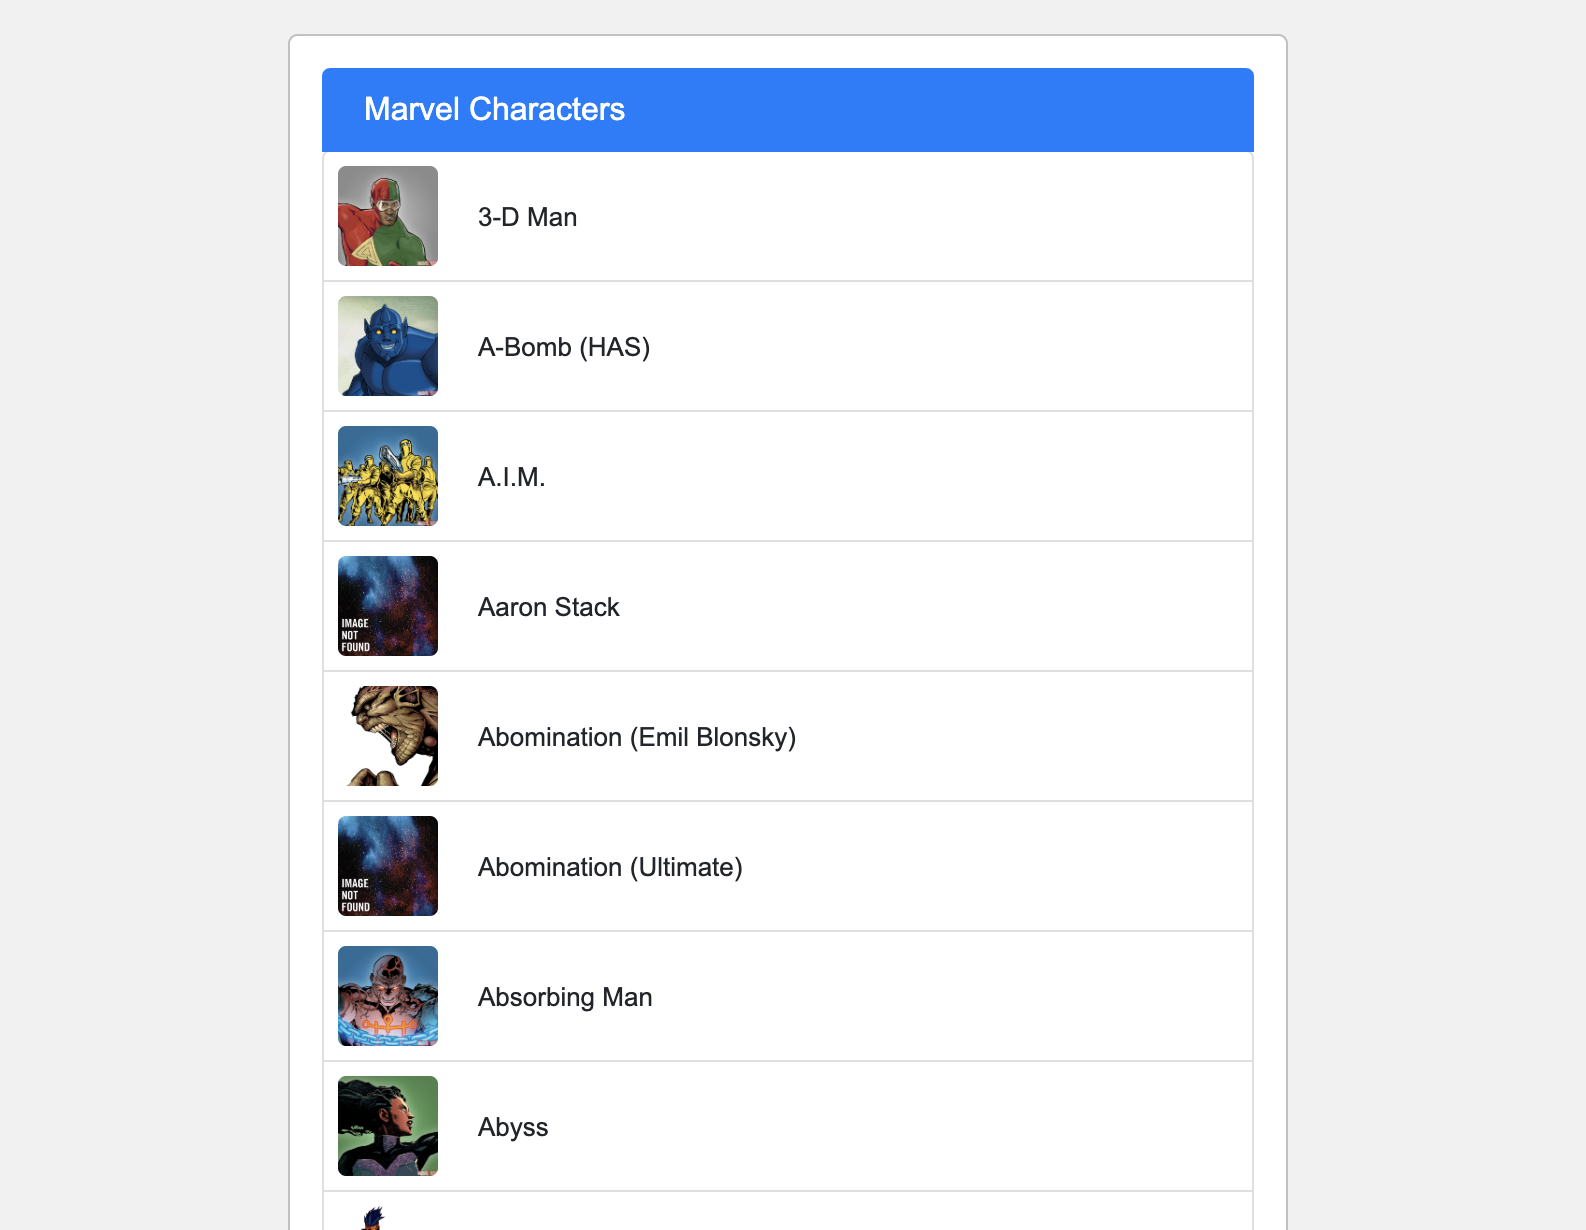 Marvel Characters
3-D Man
A-Bomb (HAS)
A.I.M.
IMAGE
NOT
FOUND
Aaron Stack
Abomination (Emil Blonsky)
IMAGE
NOT
FOUND
Abomination (Ultimate)
Absorbing Man
Abyss